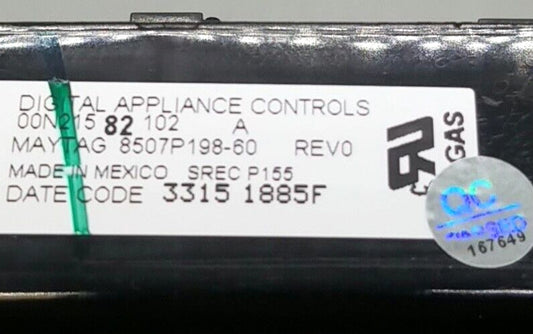 DIGITAL APPLIANCE CONTROLS
00N215 82 102 A
MAYTAG 8507P198-60 REV0
MADE IN MEXICO SREC P155
DATE CODE 3315 1885F
GAS
QC
167649